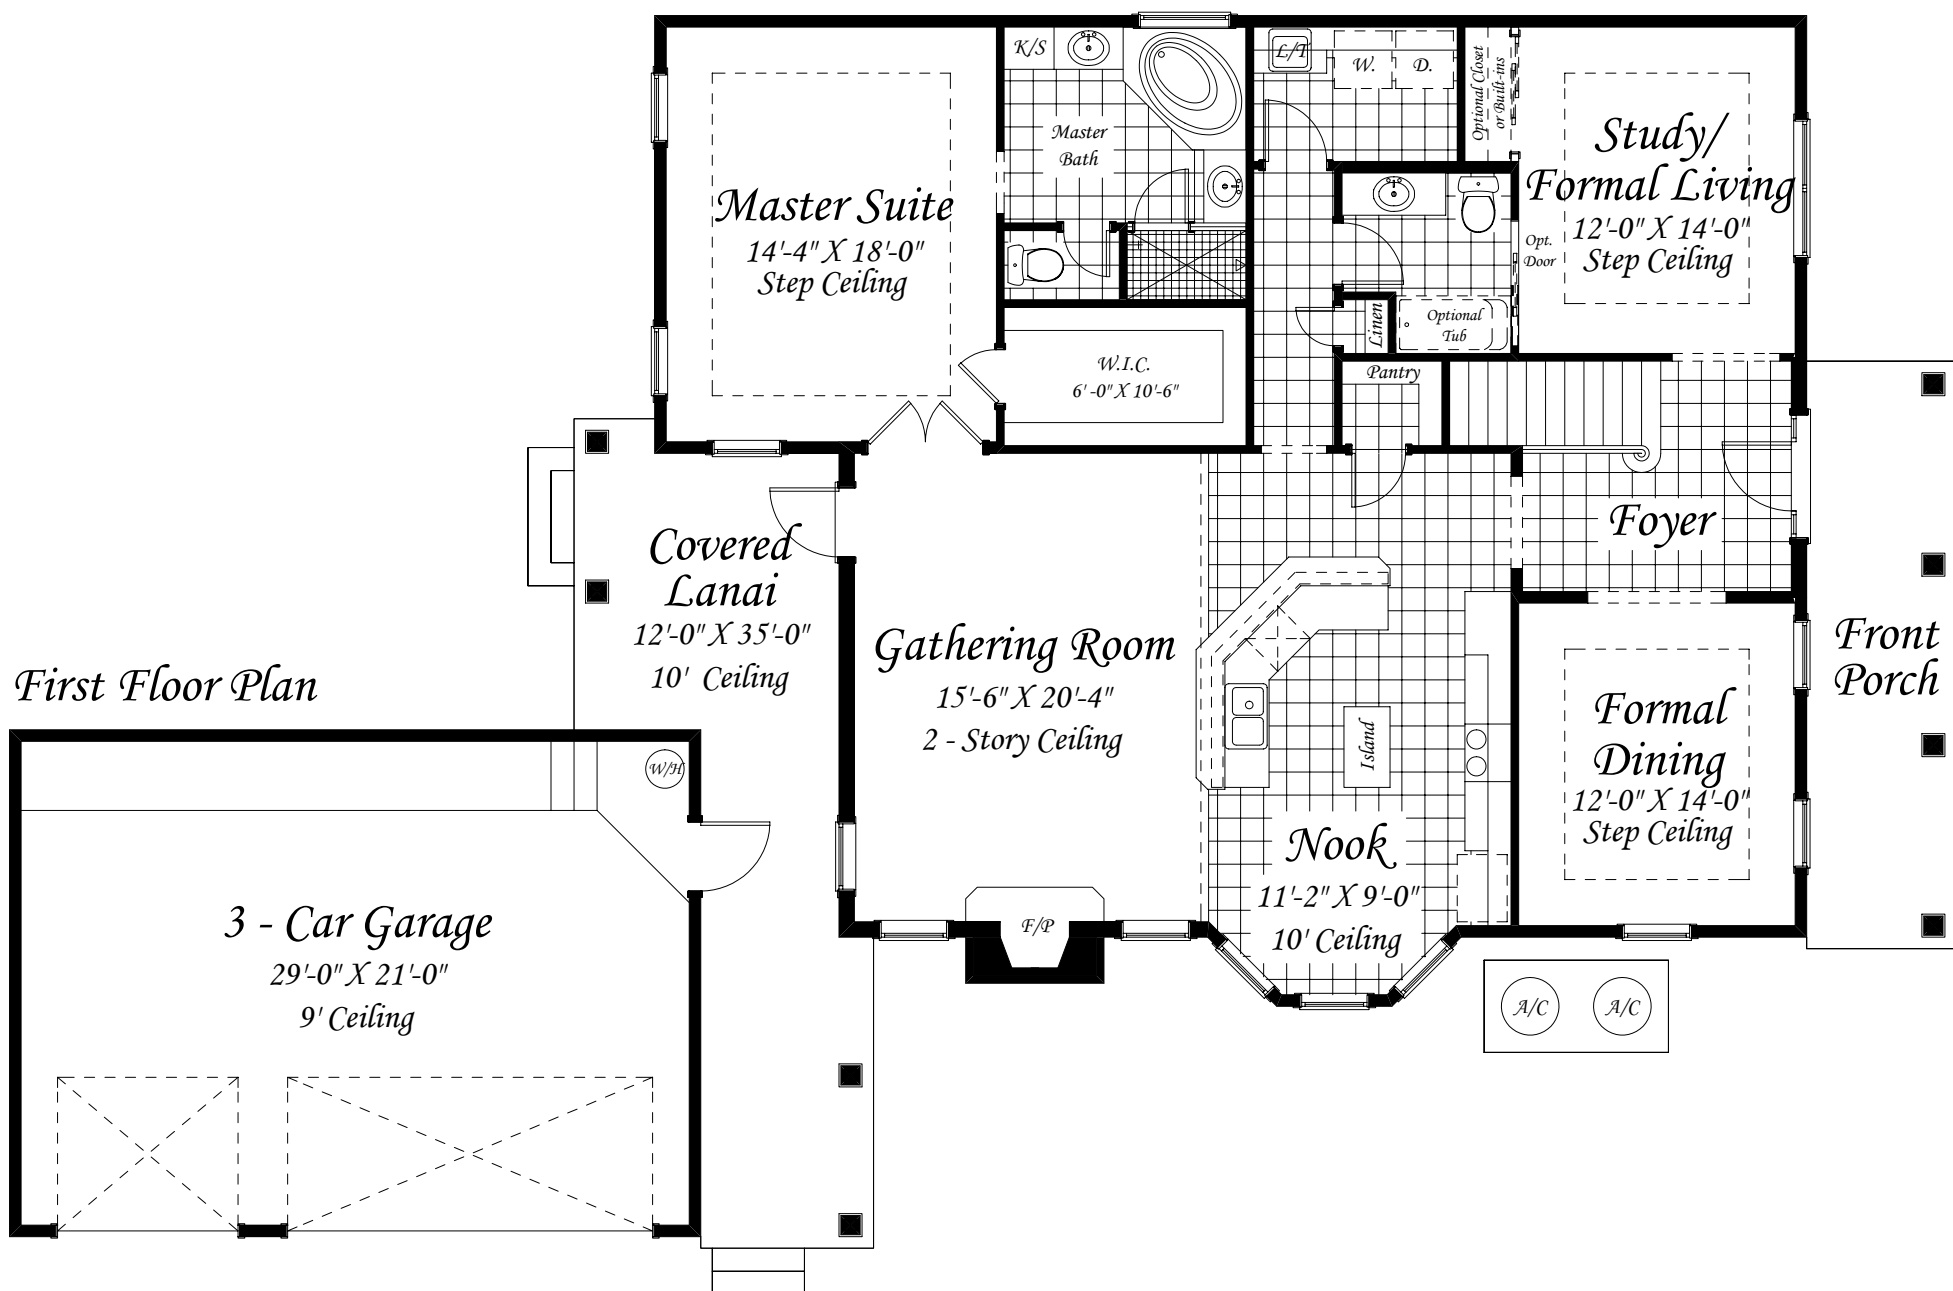 K/S
L/T
W.
D.
Optional Closet
or Built-ins
Master
Bath
Study/
Formal Living
12'-0" X 14'-0"
Step Ceiling
Master Suite
14'-4" X 18'-0"
Step Ceiling
Opt.
Door
Linen
Optional
Tub
W.I.C.
6'-0" X 10'-6"
Pantry
Foyer
Covered
Lanai
12'-0" X 35'-0"
10' Ceiling
Gathering Room
15'-6" X 20'-4"
2 - Story Ceiling
Front
Porch
First Floor Plan
Formal
Dining
12'-0" X 14'-0"
Step Ceiling
Island
W/H
Nook
11'-2" X 9'-0"
10' Ceiling
3 - Car Garage
29'-0" X 21'-0"
9' Ceiling
F/P
A/C
A/C